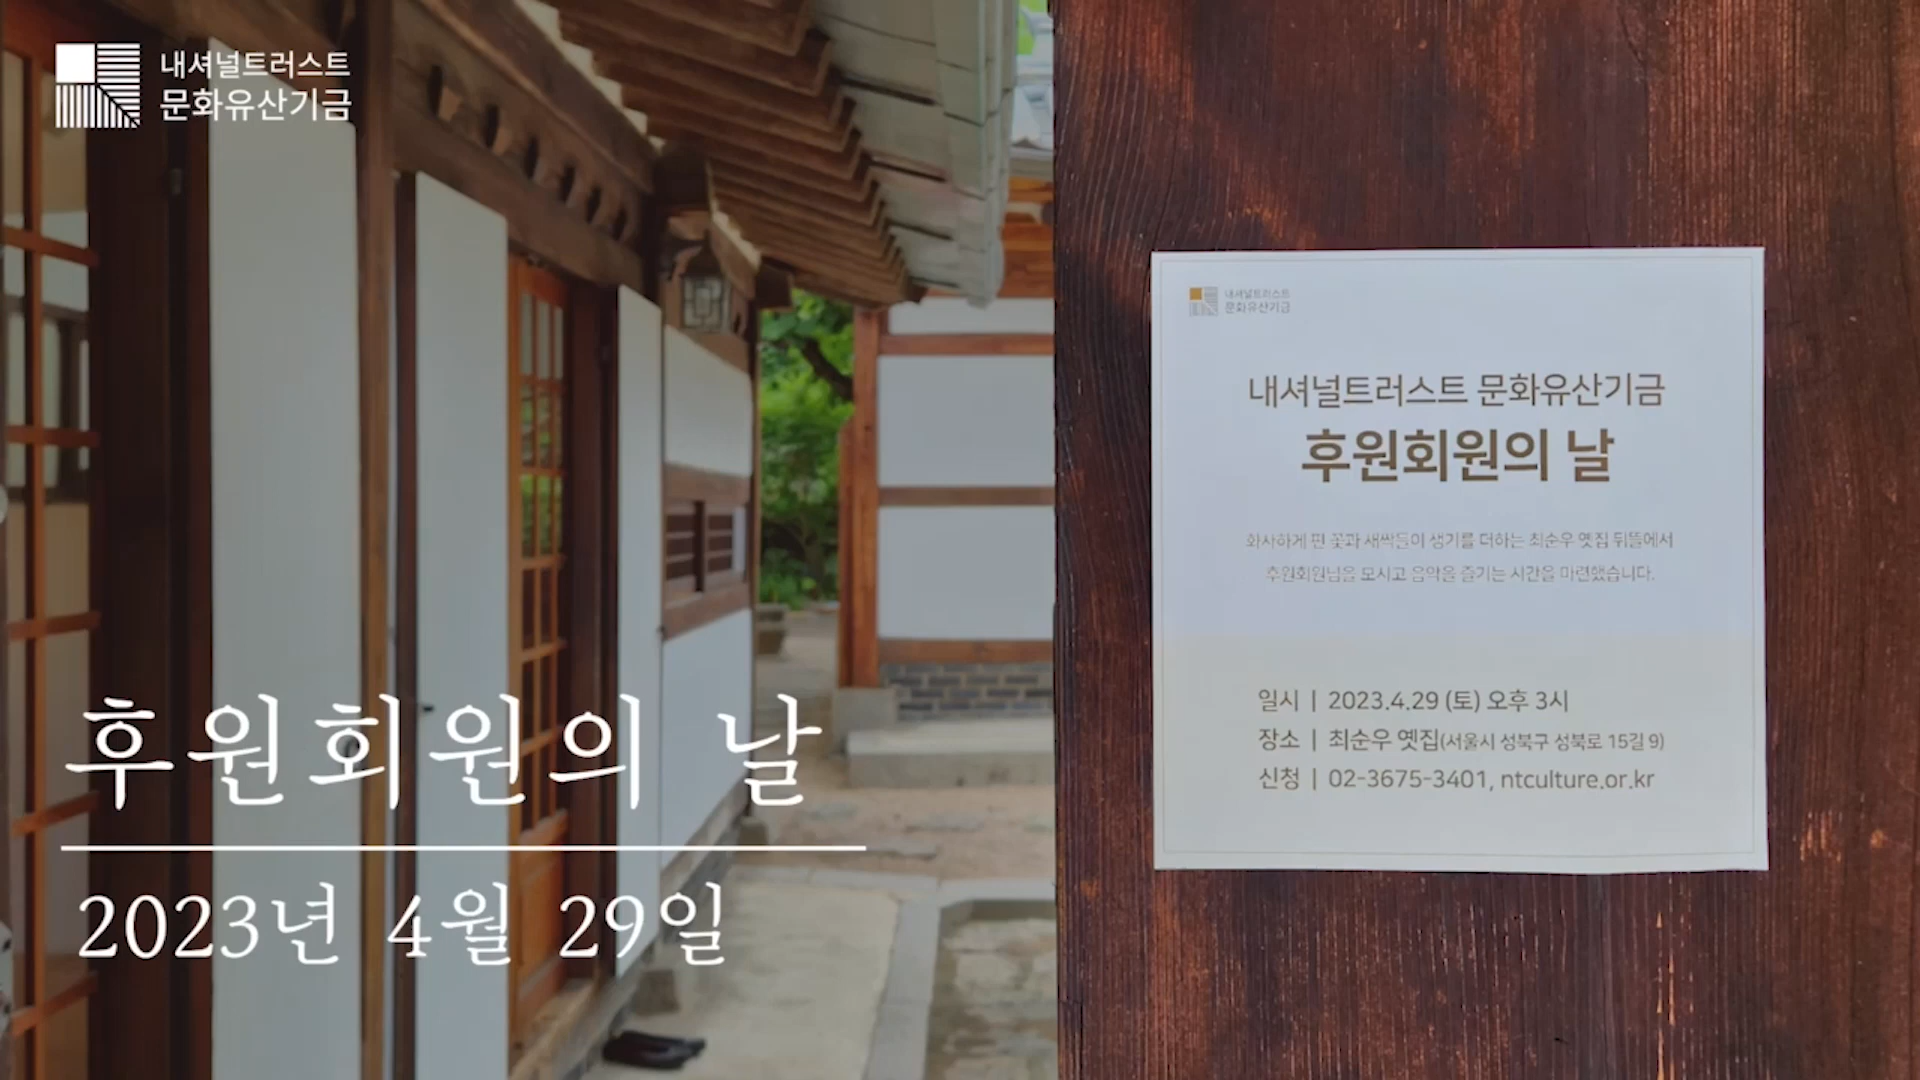 내셔널트러스트
문화유산기금
후원회원의 날
2023년 4월 29일
내셔널트러스트
문화유산기금
내셔널트러스트 문화유산기금
후원회원의 날
화사하게 핀 꽃과 새싹들이 생기를 더하는 최순우 옛집 뒤뜰에서
후원회원님을 모시고 음악을 즐기는 시간을 마련했습니다.
일시 | 2023.4.29 (토) 오후 3시
장소 | 최순우 옛집(서울시 성북구 성북로 15길 9)
신청 | 02-3675-3401, ntculture.or.kr